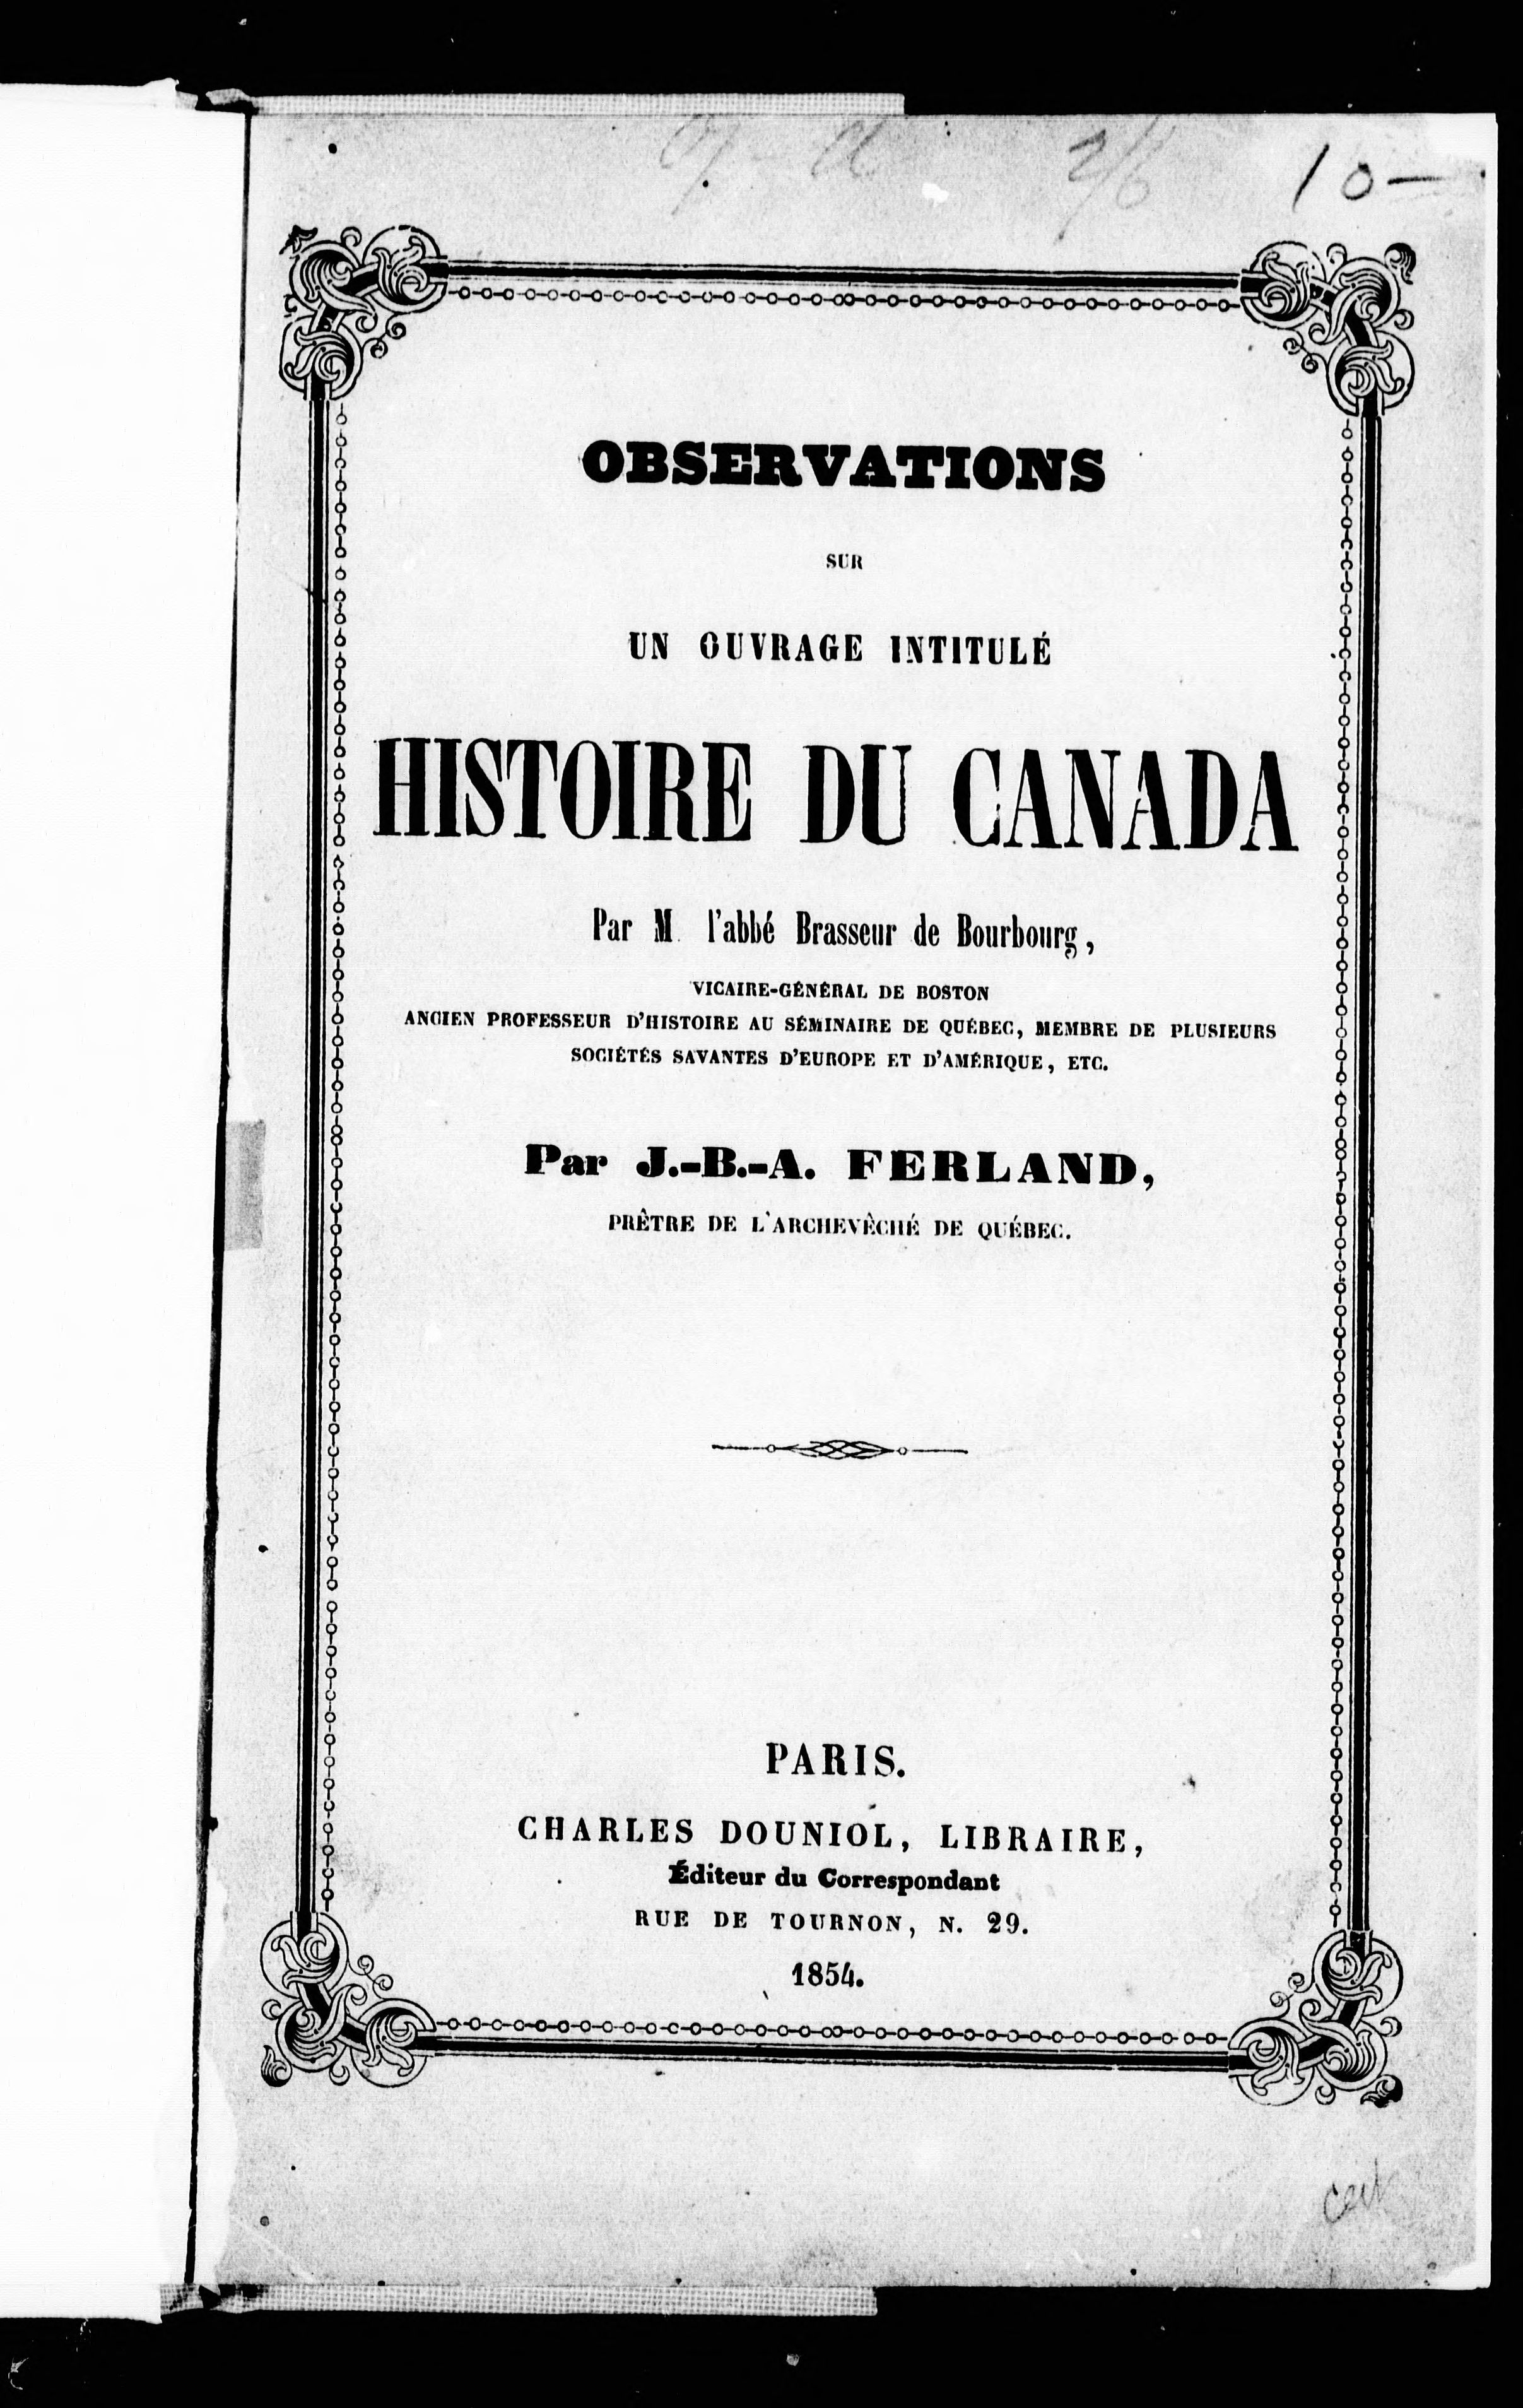 10-
OBSERVATIONS
SUR
UN OUVRAGE INTITULÉ
HISTOIRE DU CANADA
Par M. l'abbé Brasseur de Bourbourg,
VICAIRE-GÉNÉRAL DE BOSTON
ANCIEN PROFESSEUR D'HISTOIRE AU SÉMINAIRE DE QUÉBEC, MEMBRE DE PLUSIEURS
SOCIÉTÉS SAVANTES D'EUROPE ET D'AMÉRIQUE, ETC.
Par J.-B.-A. FERLAND,
PRÊTRE DE L'ARCHEVÊCHÉ DE QUÉBEC.
PARIS.
CHARLES DOUNIOL, LIBRAIRE,
Éditeur du Correspondant
RUE DE TOURNON, N. 29.
1854.